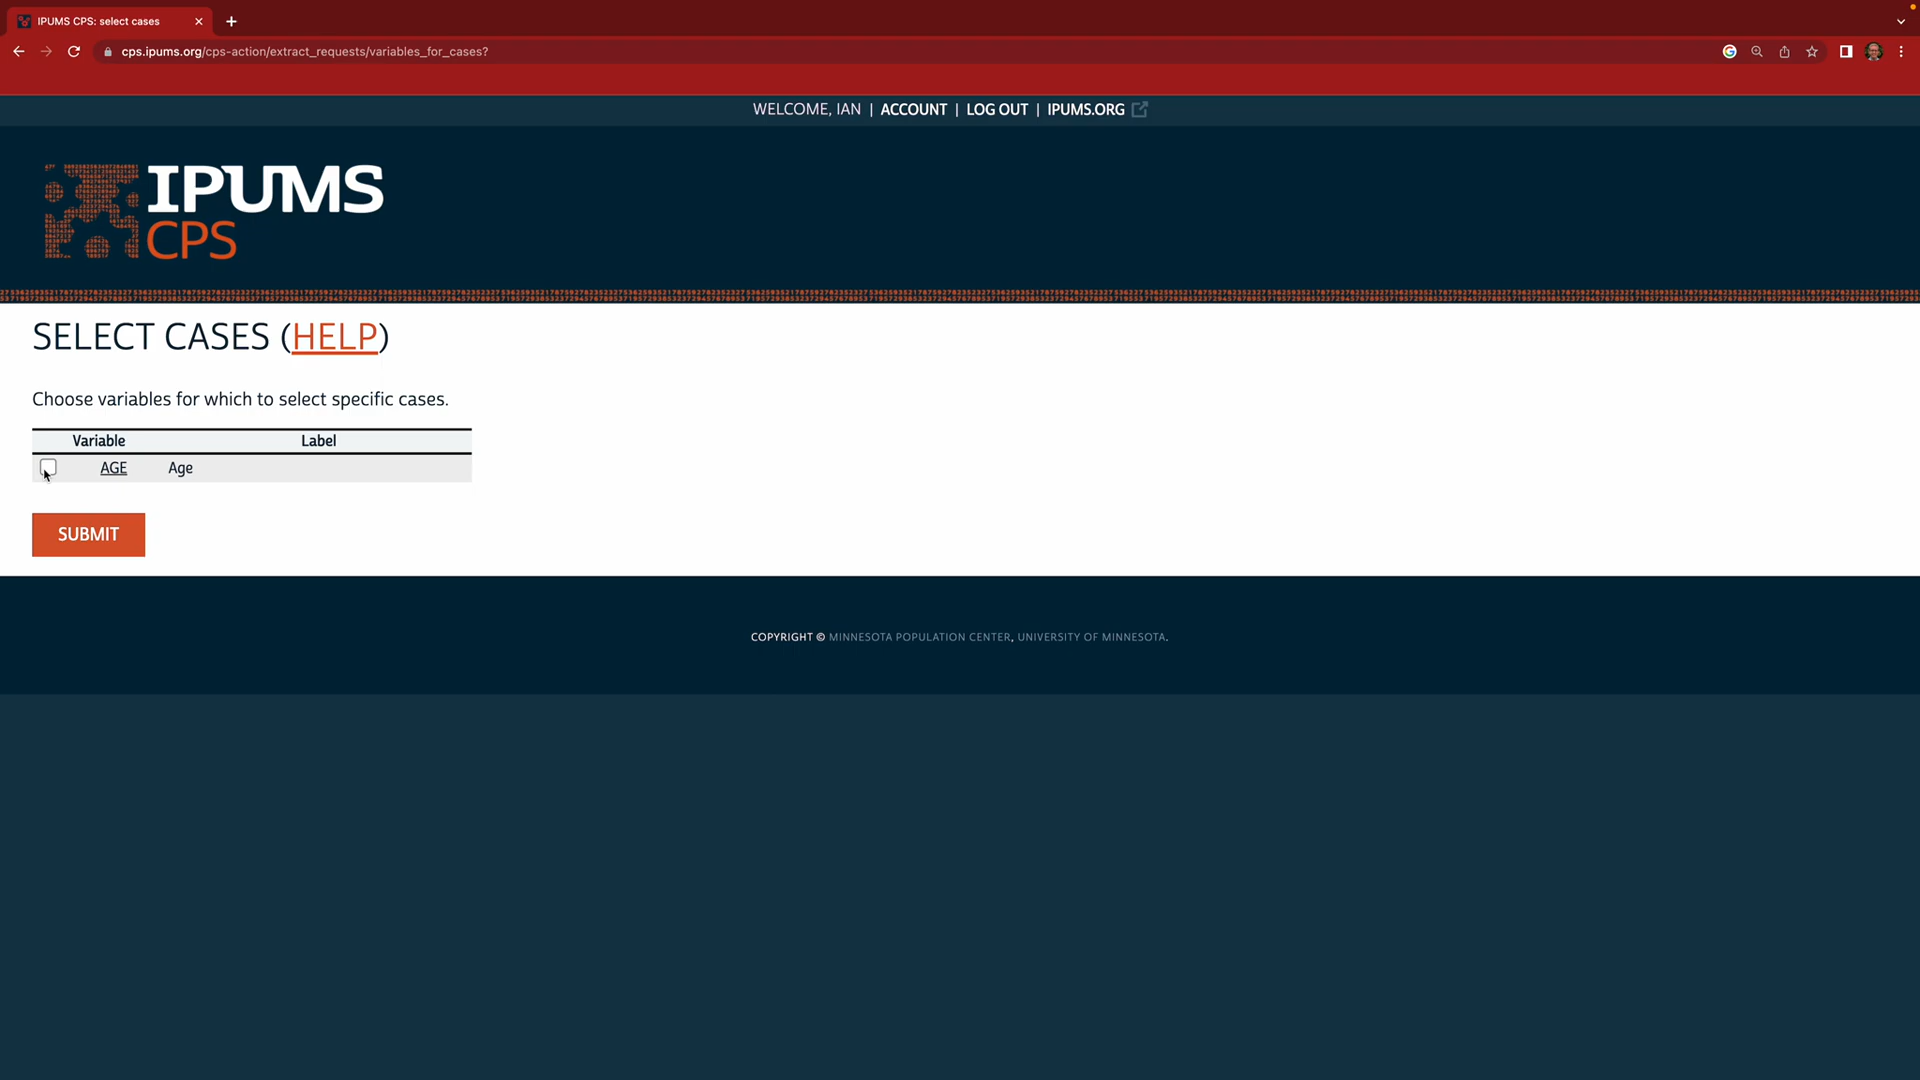 IPUMS CPS: select cases
cps.ipums.org/cps-action/extract_requests/variables_for_cases?
WELCOME, IAN | ACCOUNT | LOG OUT | IPUMS.ORG
IPUMS
CPS
SELECT CASES (HELP)
Choose variables for which to select specific cases.
Variable Label
AGE Age
SUBMIT
COPYRIGHT © MINNESOTA POPULATION CENTER, UNIVERSITY OF MINNESOTA.